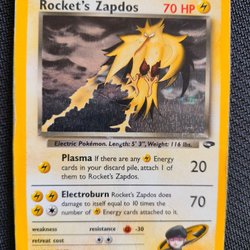 Rocket's Zapdos 70 HP
Electric Pokémon. Length: 5' 3", Weight: 116 lbs.
Plasma If there are any Energy
cards in your discard pile, attach 1 of
them to Rocket's Zapdos.
20
Electroburn Rocket's Zapdos does
damage to itself equal to 10 times the
number of Energy cards attached to it.
70
weakness resistance -30
retreat cost